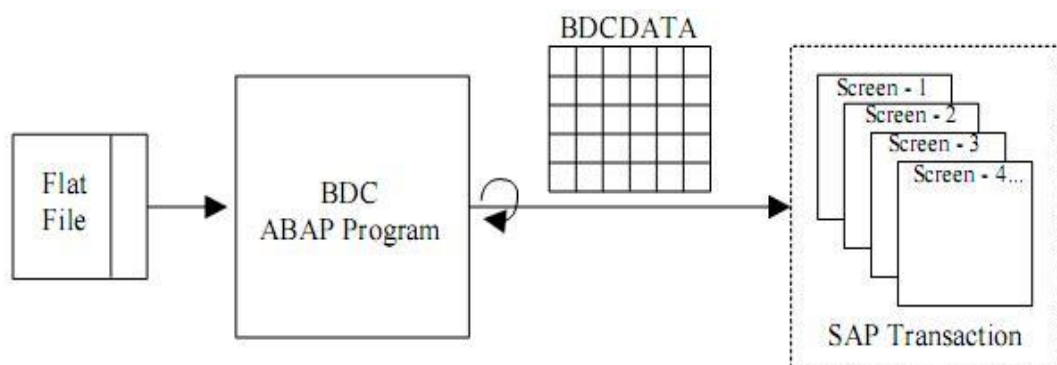 BDCDATA
Flat
File
BDC
ABAP Program
Screen - 1
Screen - 2
Screen - 3
Screen - 4...
SAP Transaction